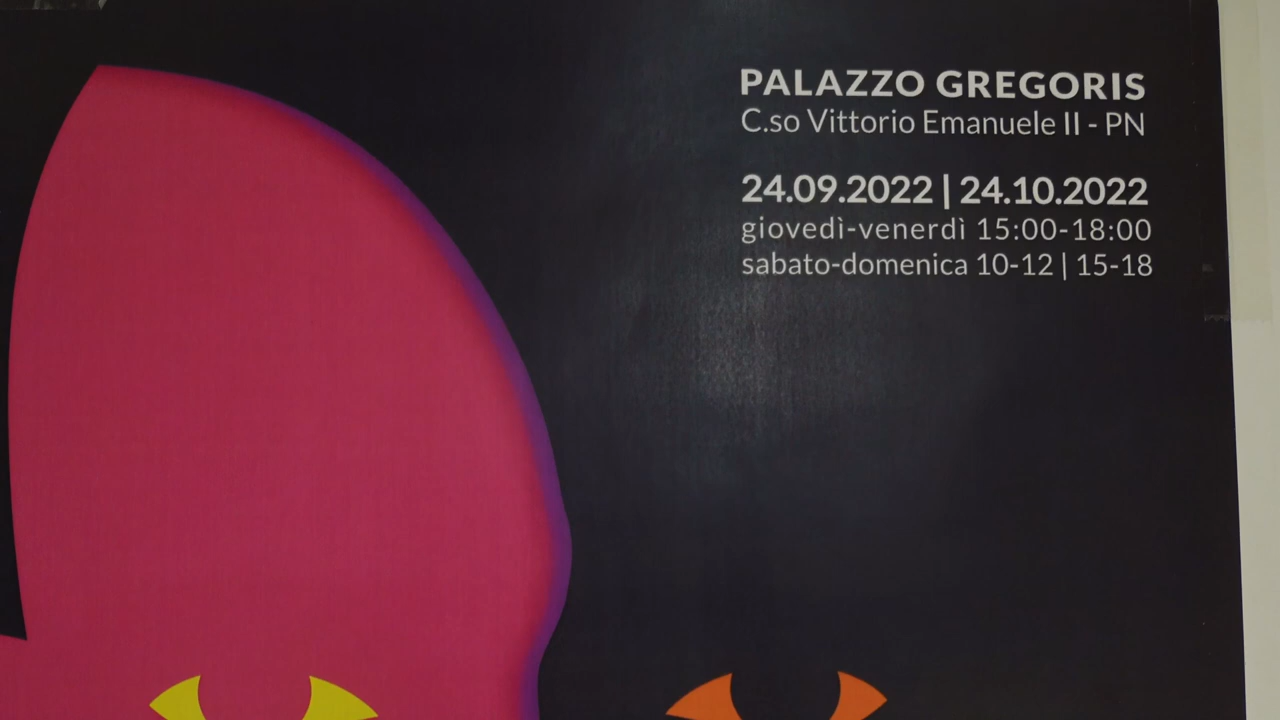 PALAZZO GREGORIS
C.so Vittorio Emanuele II - PN
24.09.2022 | 24.10.2022
giovedì-venerdì 15:00-18:00
sabato-domenica 10-12 | 15-18